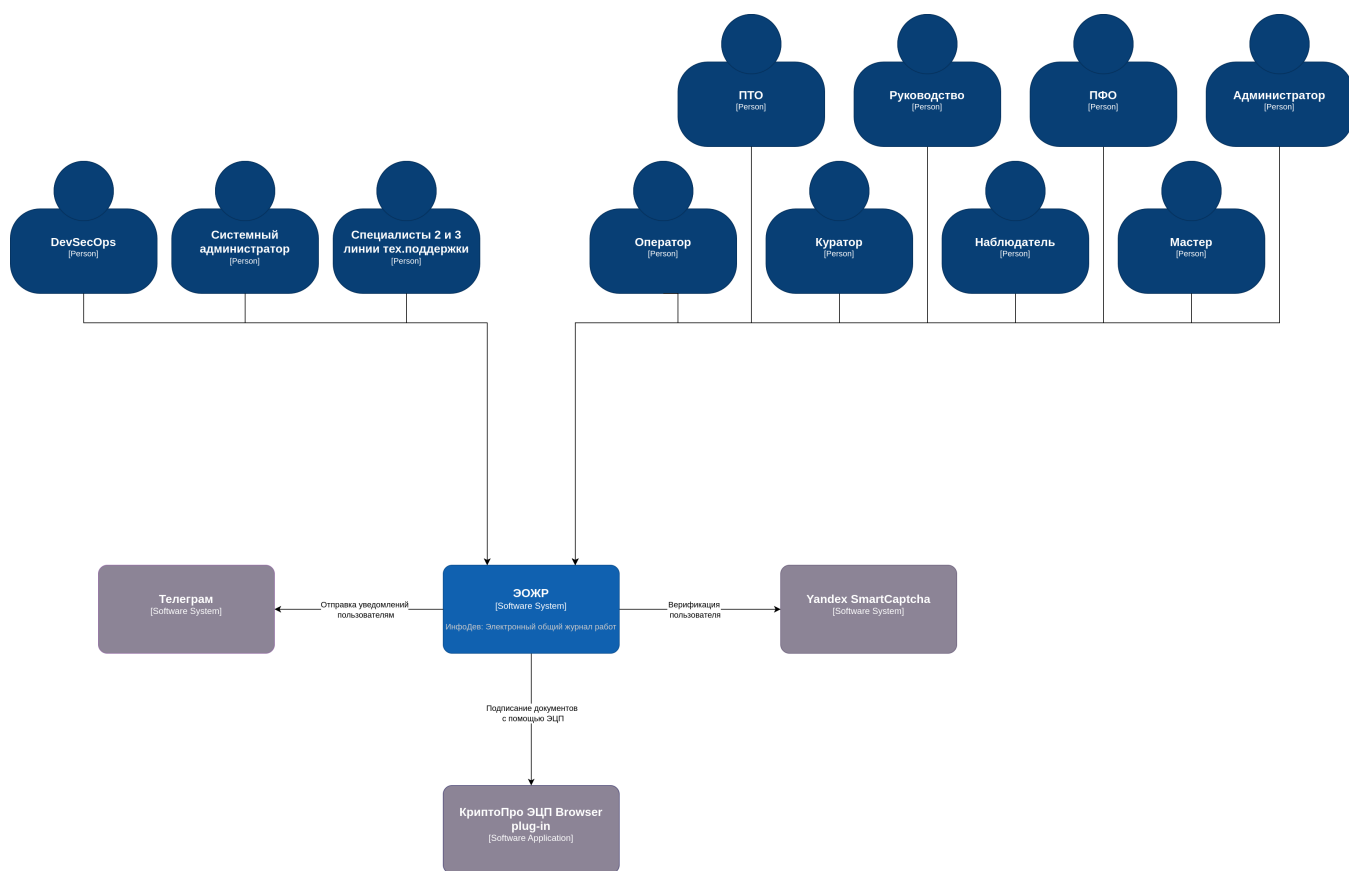 ПТО
[Person]
Руководство
[Person]
ПФО
[Person]
Администратор
[Person]
DevSecOps
[Person]
Системный
администратор
[Person]
Специалисты 2 и 3
линии тех.поддержки
[Person]
Оператор
[Person]
Куратор
[Person]
Наблюдатель
[Person]
Мастер
[Person]
Телеграм
[Software System]
Отправка уведомлений
пользователям
ЭОЖР
[Software System]
ИнфоДев: Электронный общий журнал работ
Верификация
пользователя
Yandex SmartCaptcha
[Software System]
Подписание документов
с помощью ЭЦП
КриптоПро ЭЦП Browser
plug-in
[Software Application]